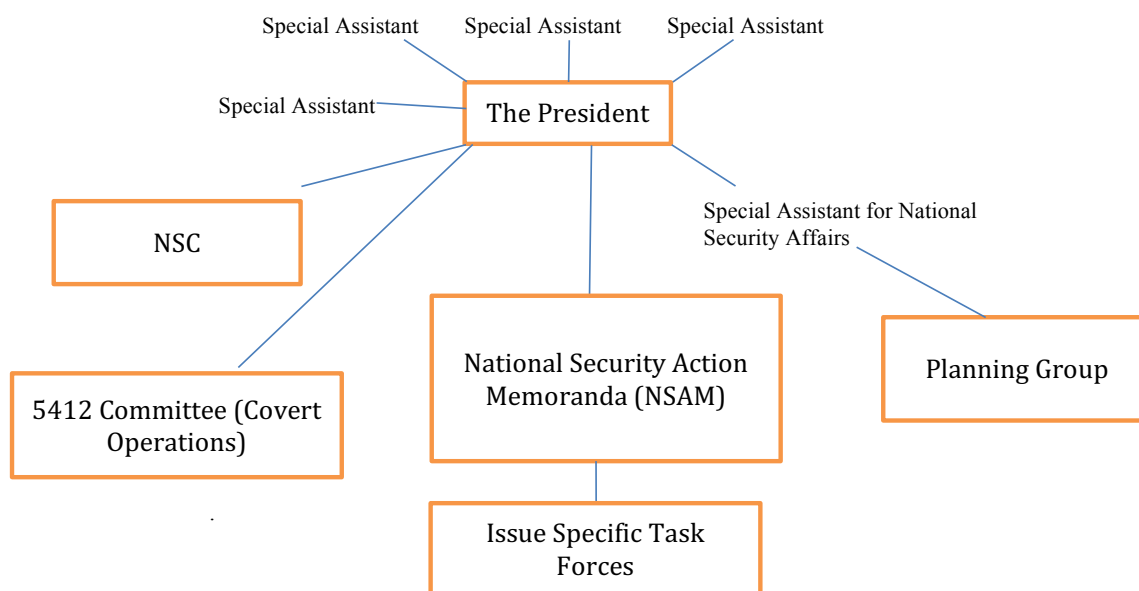 Special Assistant
Special Assistant
Special Assistant
Special Assistant
The President
NSC
Special Assistant for National
Security Affairs
5412 Committee (Covert
Operations)
National Security Action
Memoranda (NSAM)
Planning Group
Issue Specific Task
Forces
.